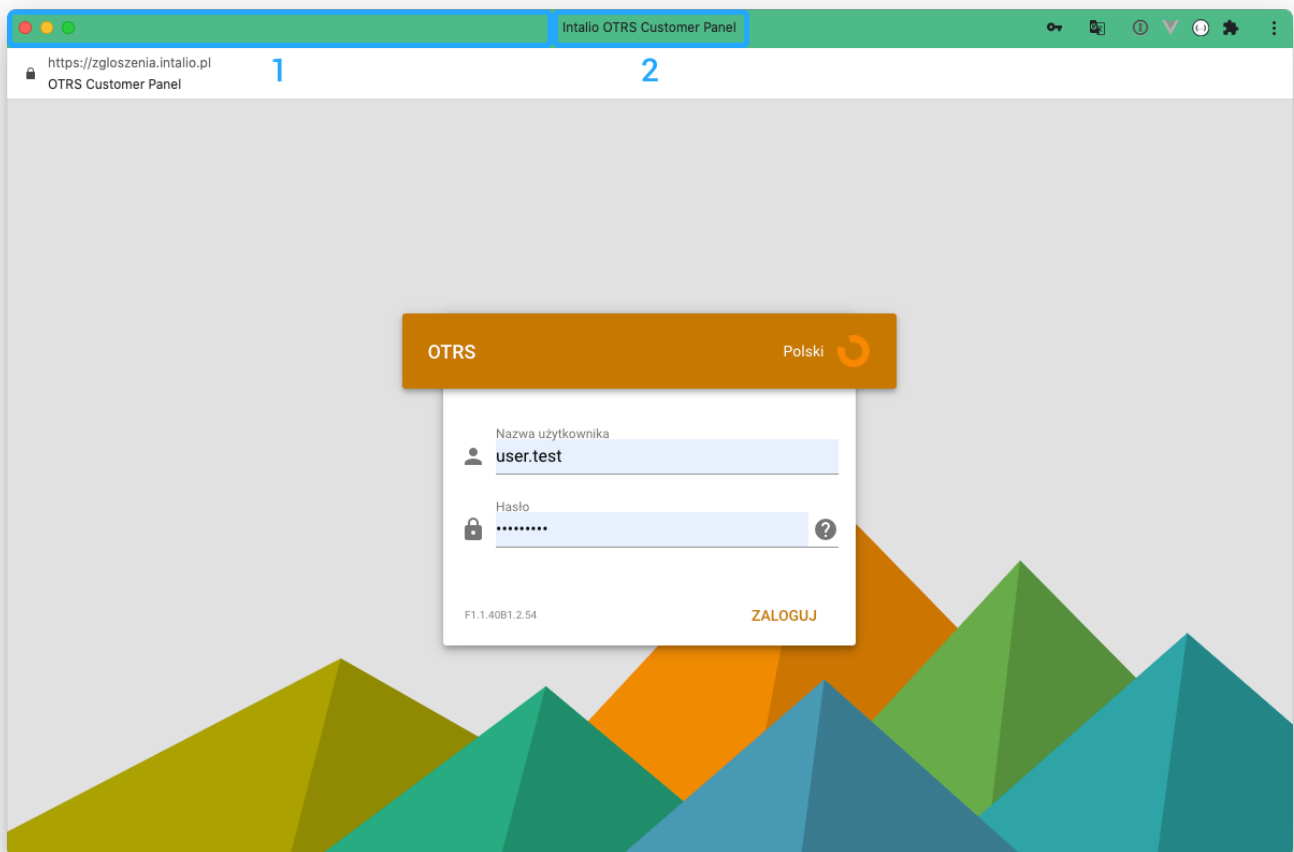 Intalio OTRS Customer Panel
https://zgloszenia.intalio.pl
OTRS Customer Panel
1
2
OTRS
Polski
Nazwa użytkownika
user.test
Hasło
•••••••••
F1.1.40B1.2.54
ZALOGUJ